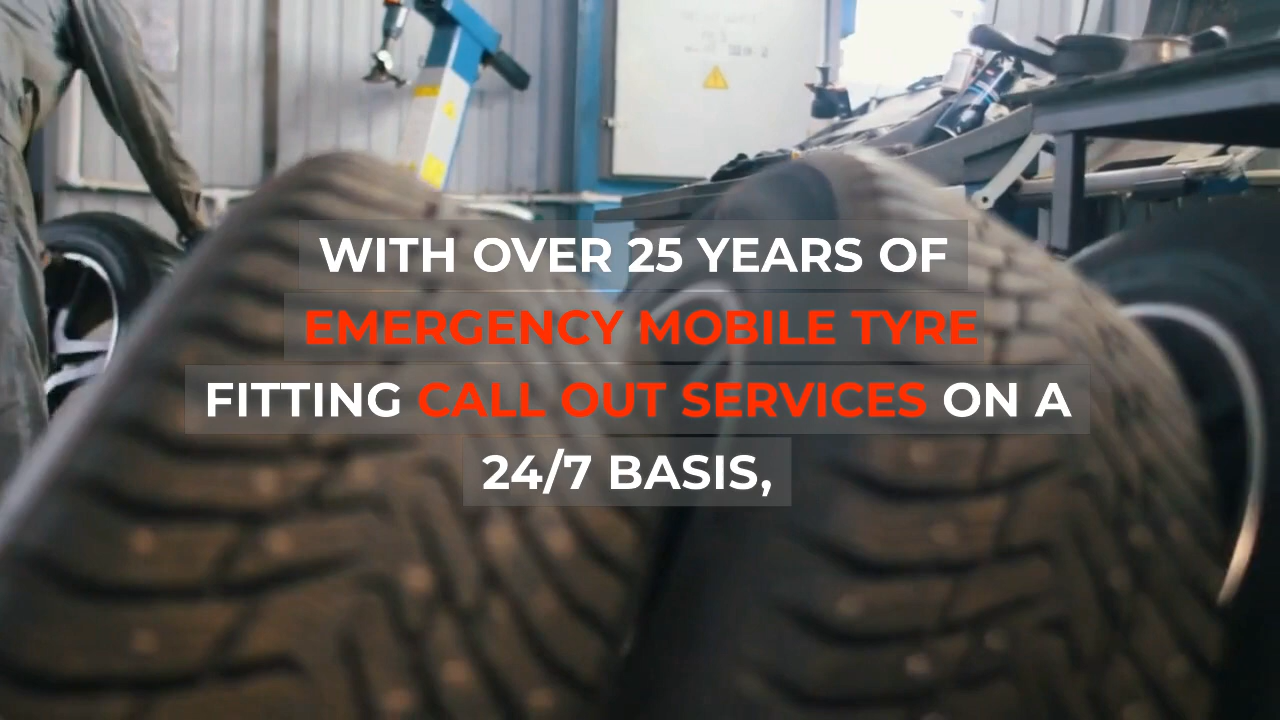 WITH OVER 25 YEARS OF
EMERGENCY MOBILE TYRE
FITTING CALL OUT SERVICES ON A
24/7 BASIS,